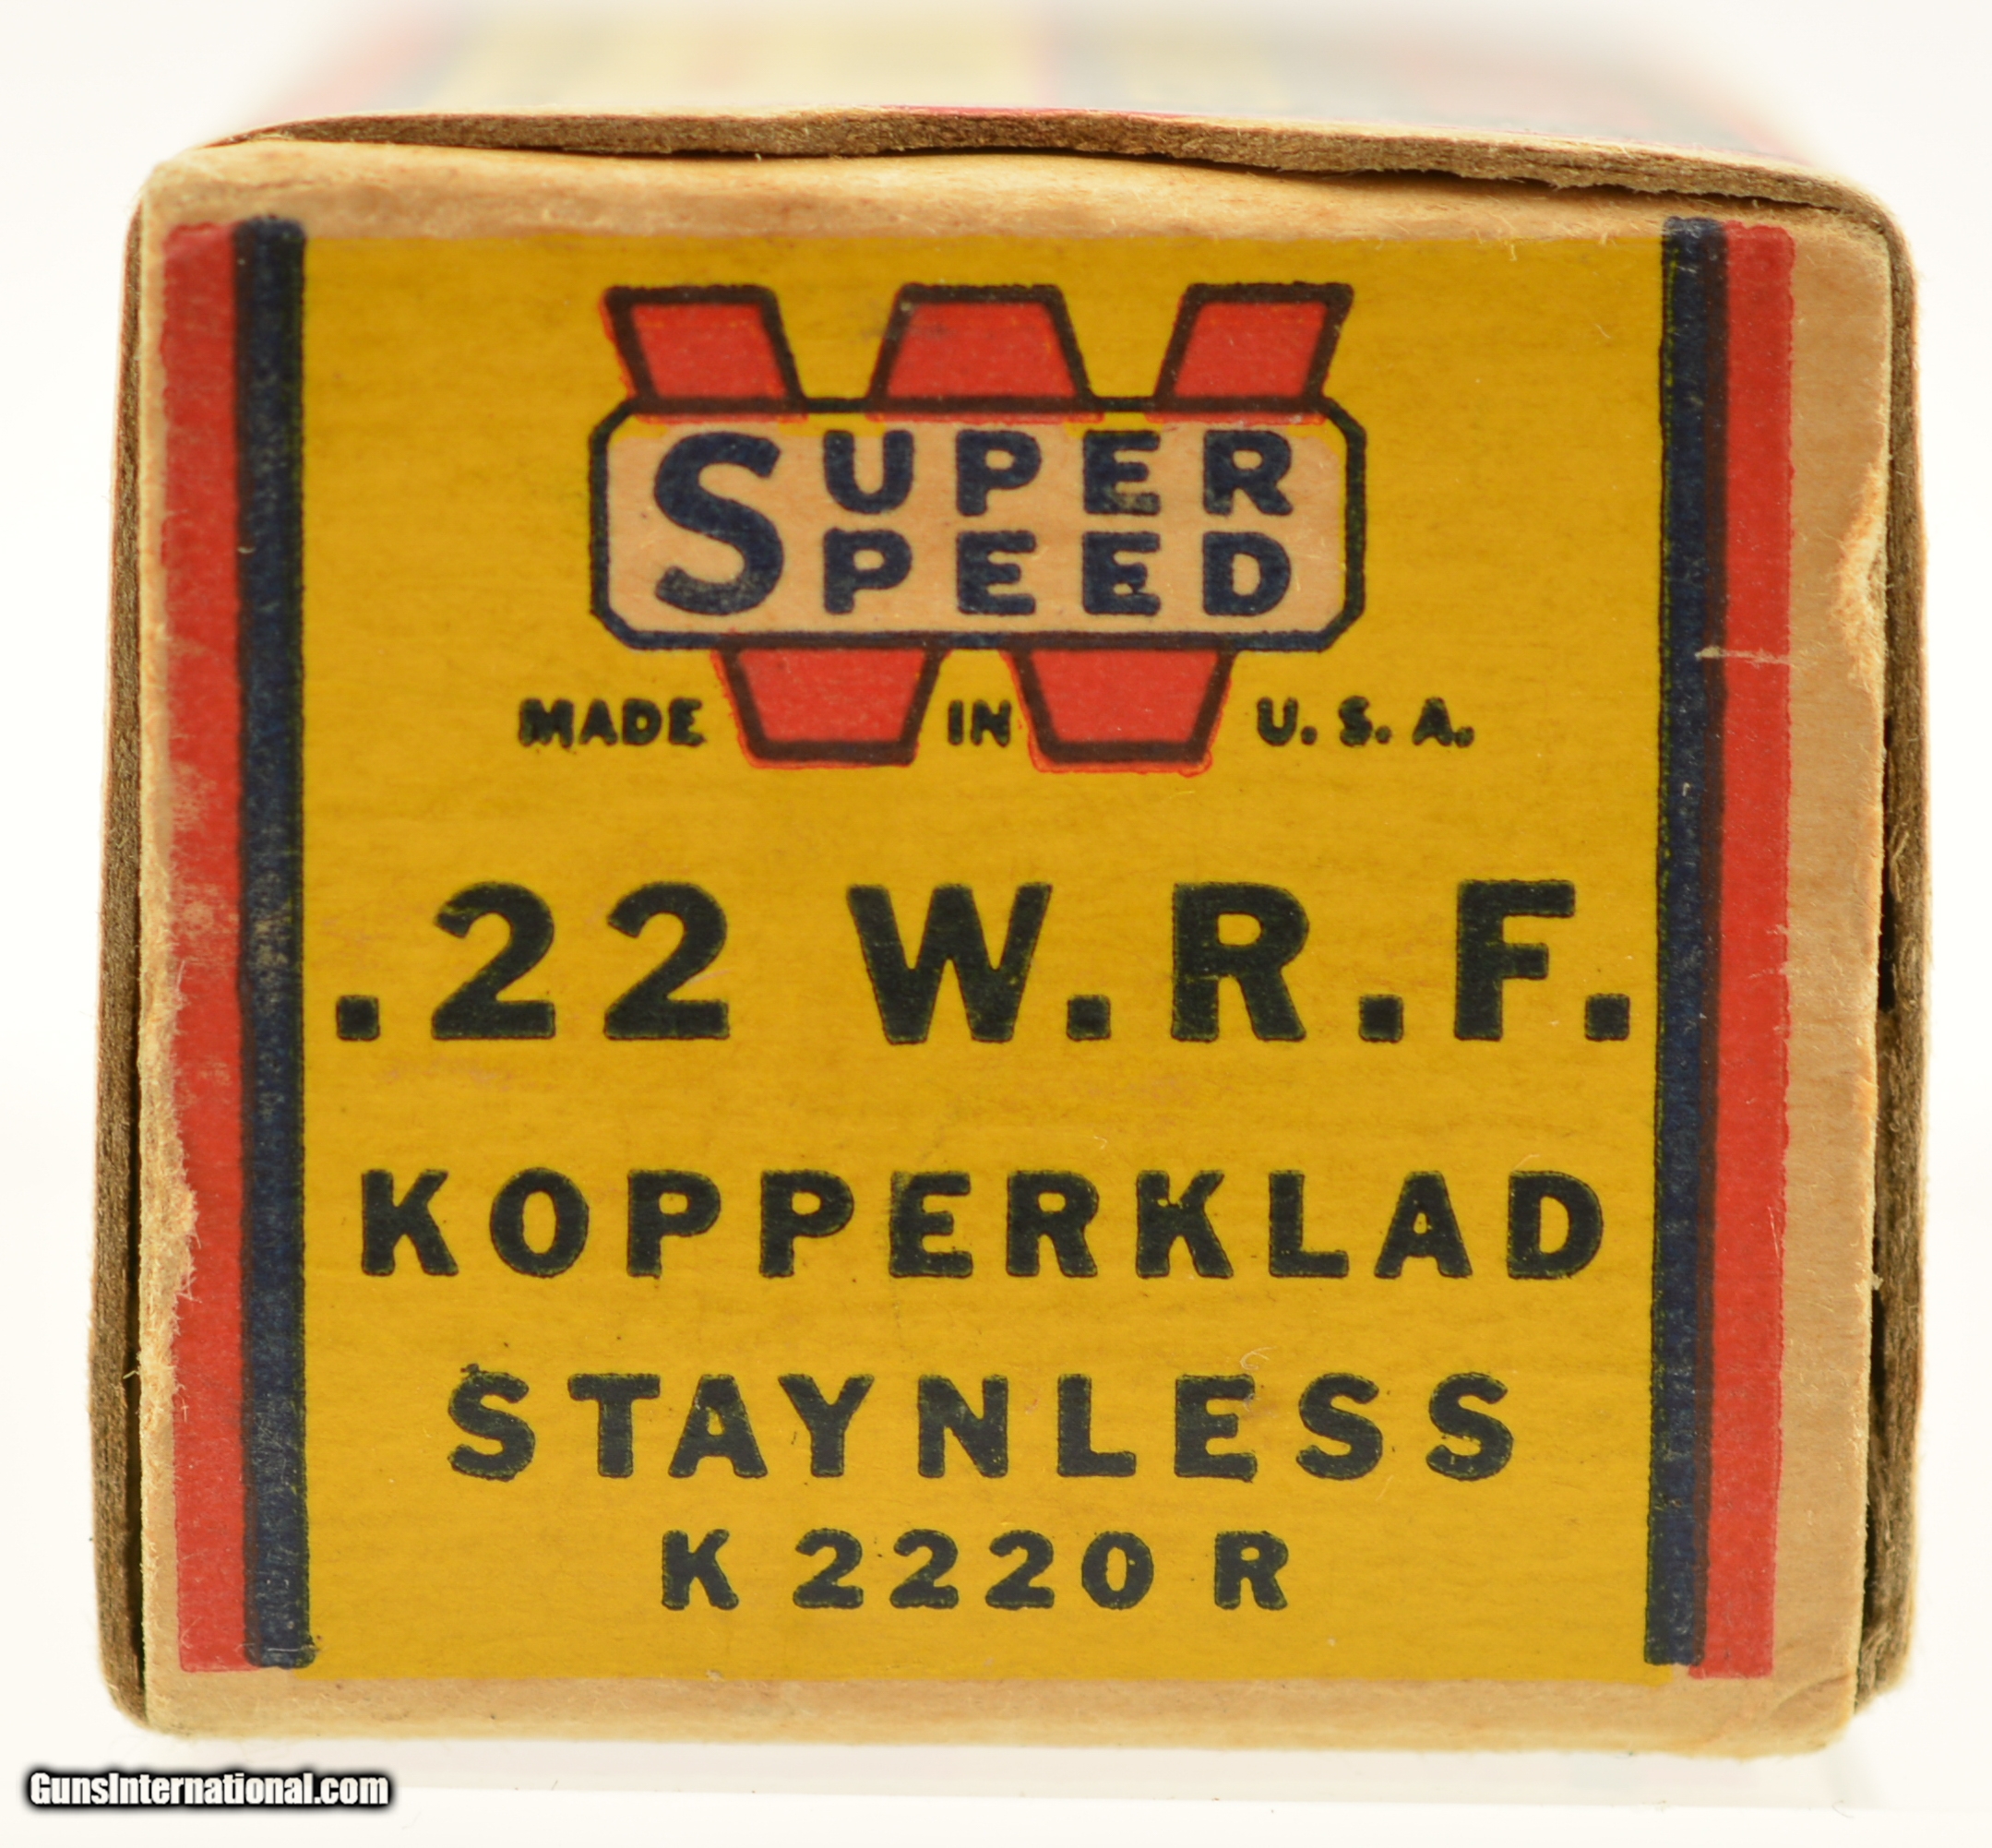 SUPER
SPEED
MADE IN U. S. A.
.22 W.R.F.
KOPPERKLAD
STAYNLESS
K 2220 R
GunsInternational.com